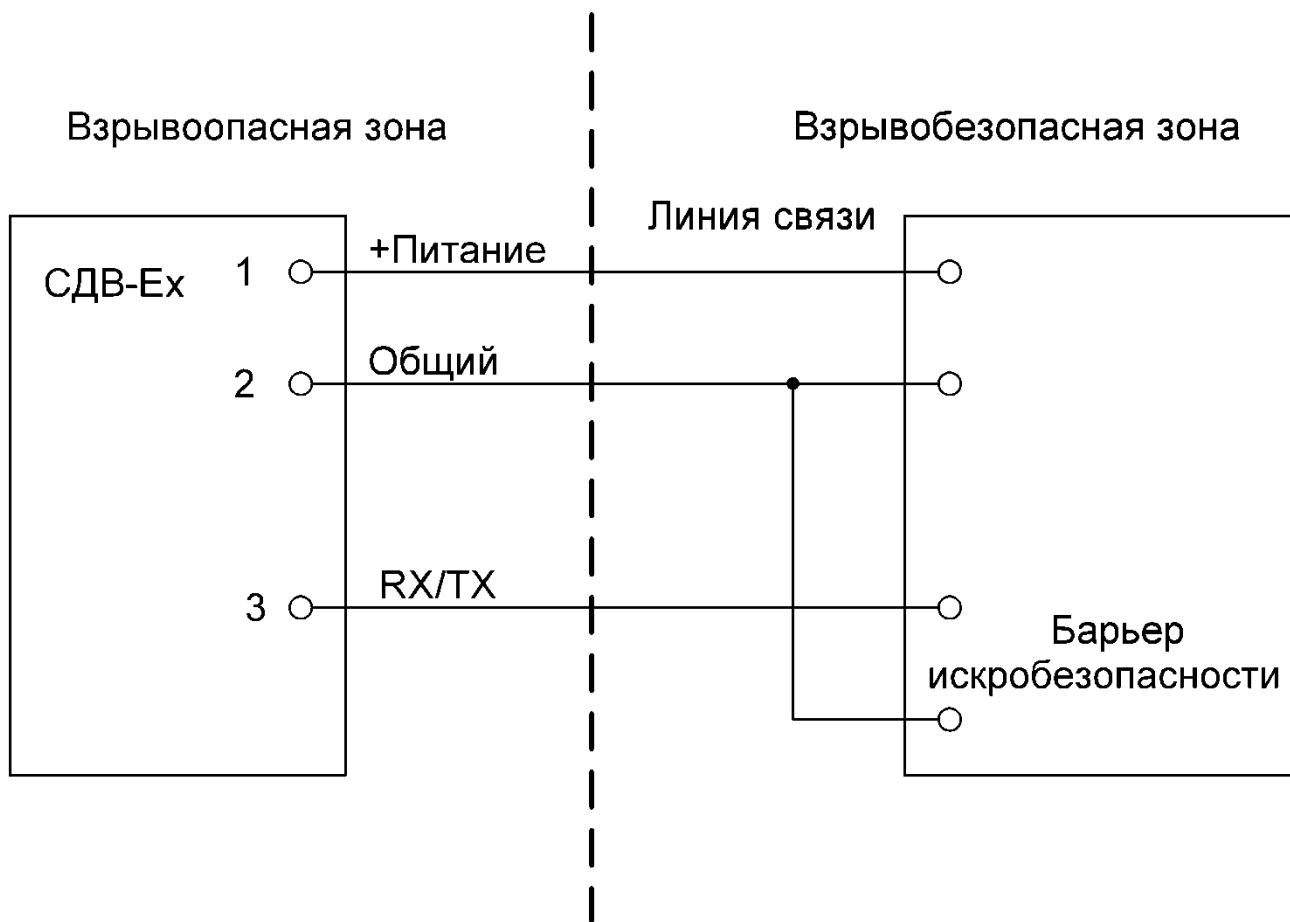 Взрывоопасная зона
Взрывобезопасная зона
Линия связи
СДВ-Ех
1
+Питание
2
Общий
3
RX/TX
Барьер
искробезопасности